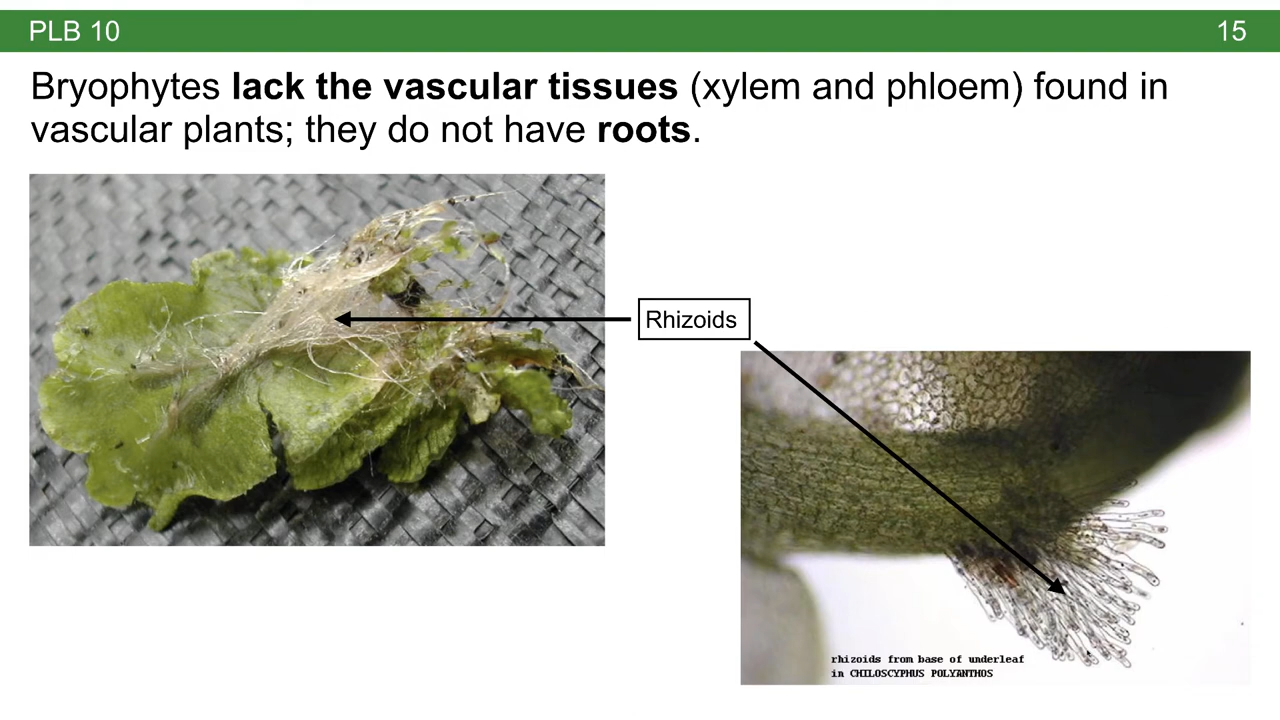 PLB 10
15
Bryophytes lack the vascular tissues (xylem and phloem) found in
vascular plants; they do not have roots.
Rhizoids
rhizoids from base of underleaf
in CHILOSCYPHUS POLYANTHOS